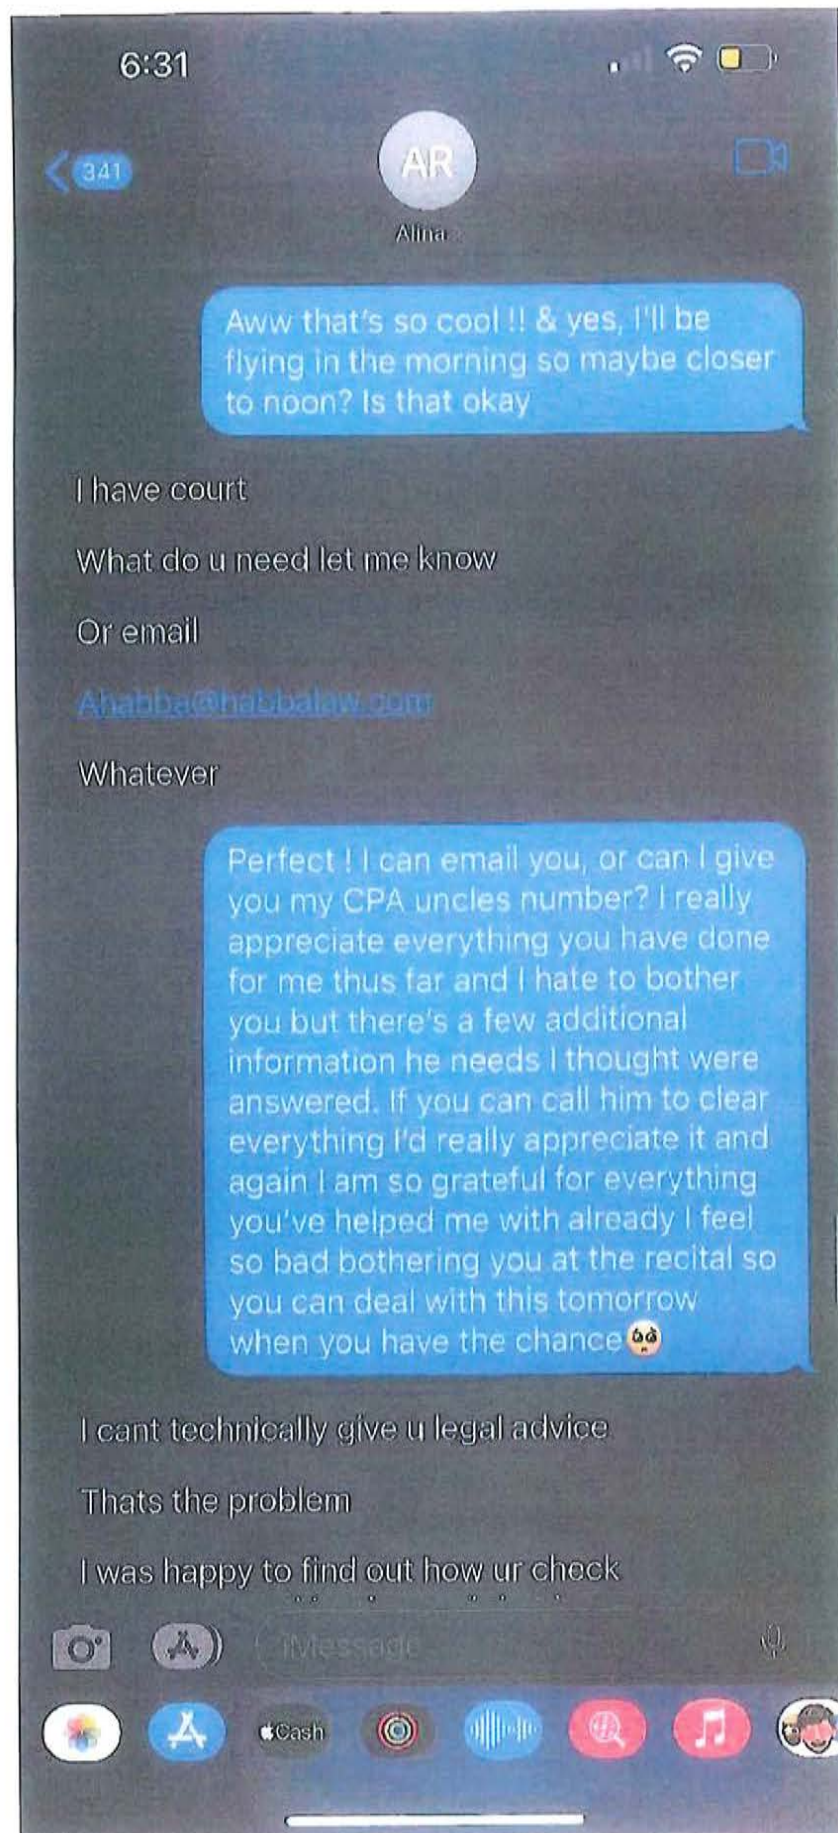 6:31
341
AR
Alina
Aww that's so cool !! & yes, I'll be
flying in the morning so maybe closer
to noon? Is that okay
I have court
What do u need let me know
Or email
Ahabba@habbalaw.com
Whatever
Perfect ! I can email you, or can I give
you my CPA uncles number? I really
appreciate everything you have done
for me thus far and I hate to bother
you but there's a few additional
information he needs I thought were
answered. If you can call him to clear
everything I'd really appreciate it and
again I am so grateful for everything
you've helped me with already I feel
so bad bothering you at the recital so
you can deal with this tomorrow
when you have the chance🥺
I cant technically give u legal advice
Thats the problem
I was happy to find out how ur check
iMessage
Cash